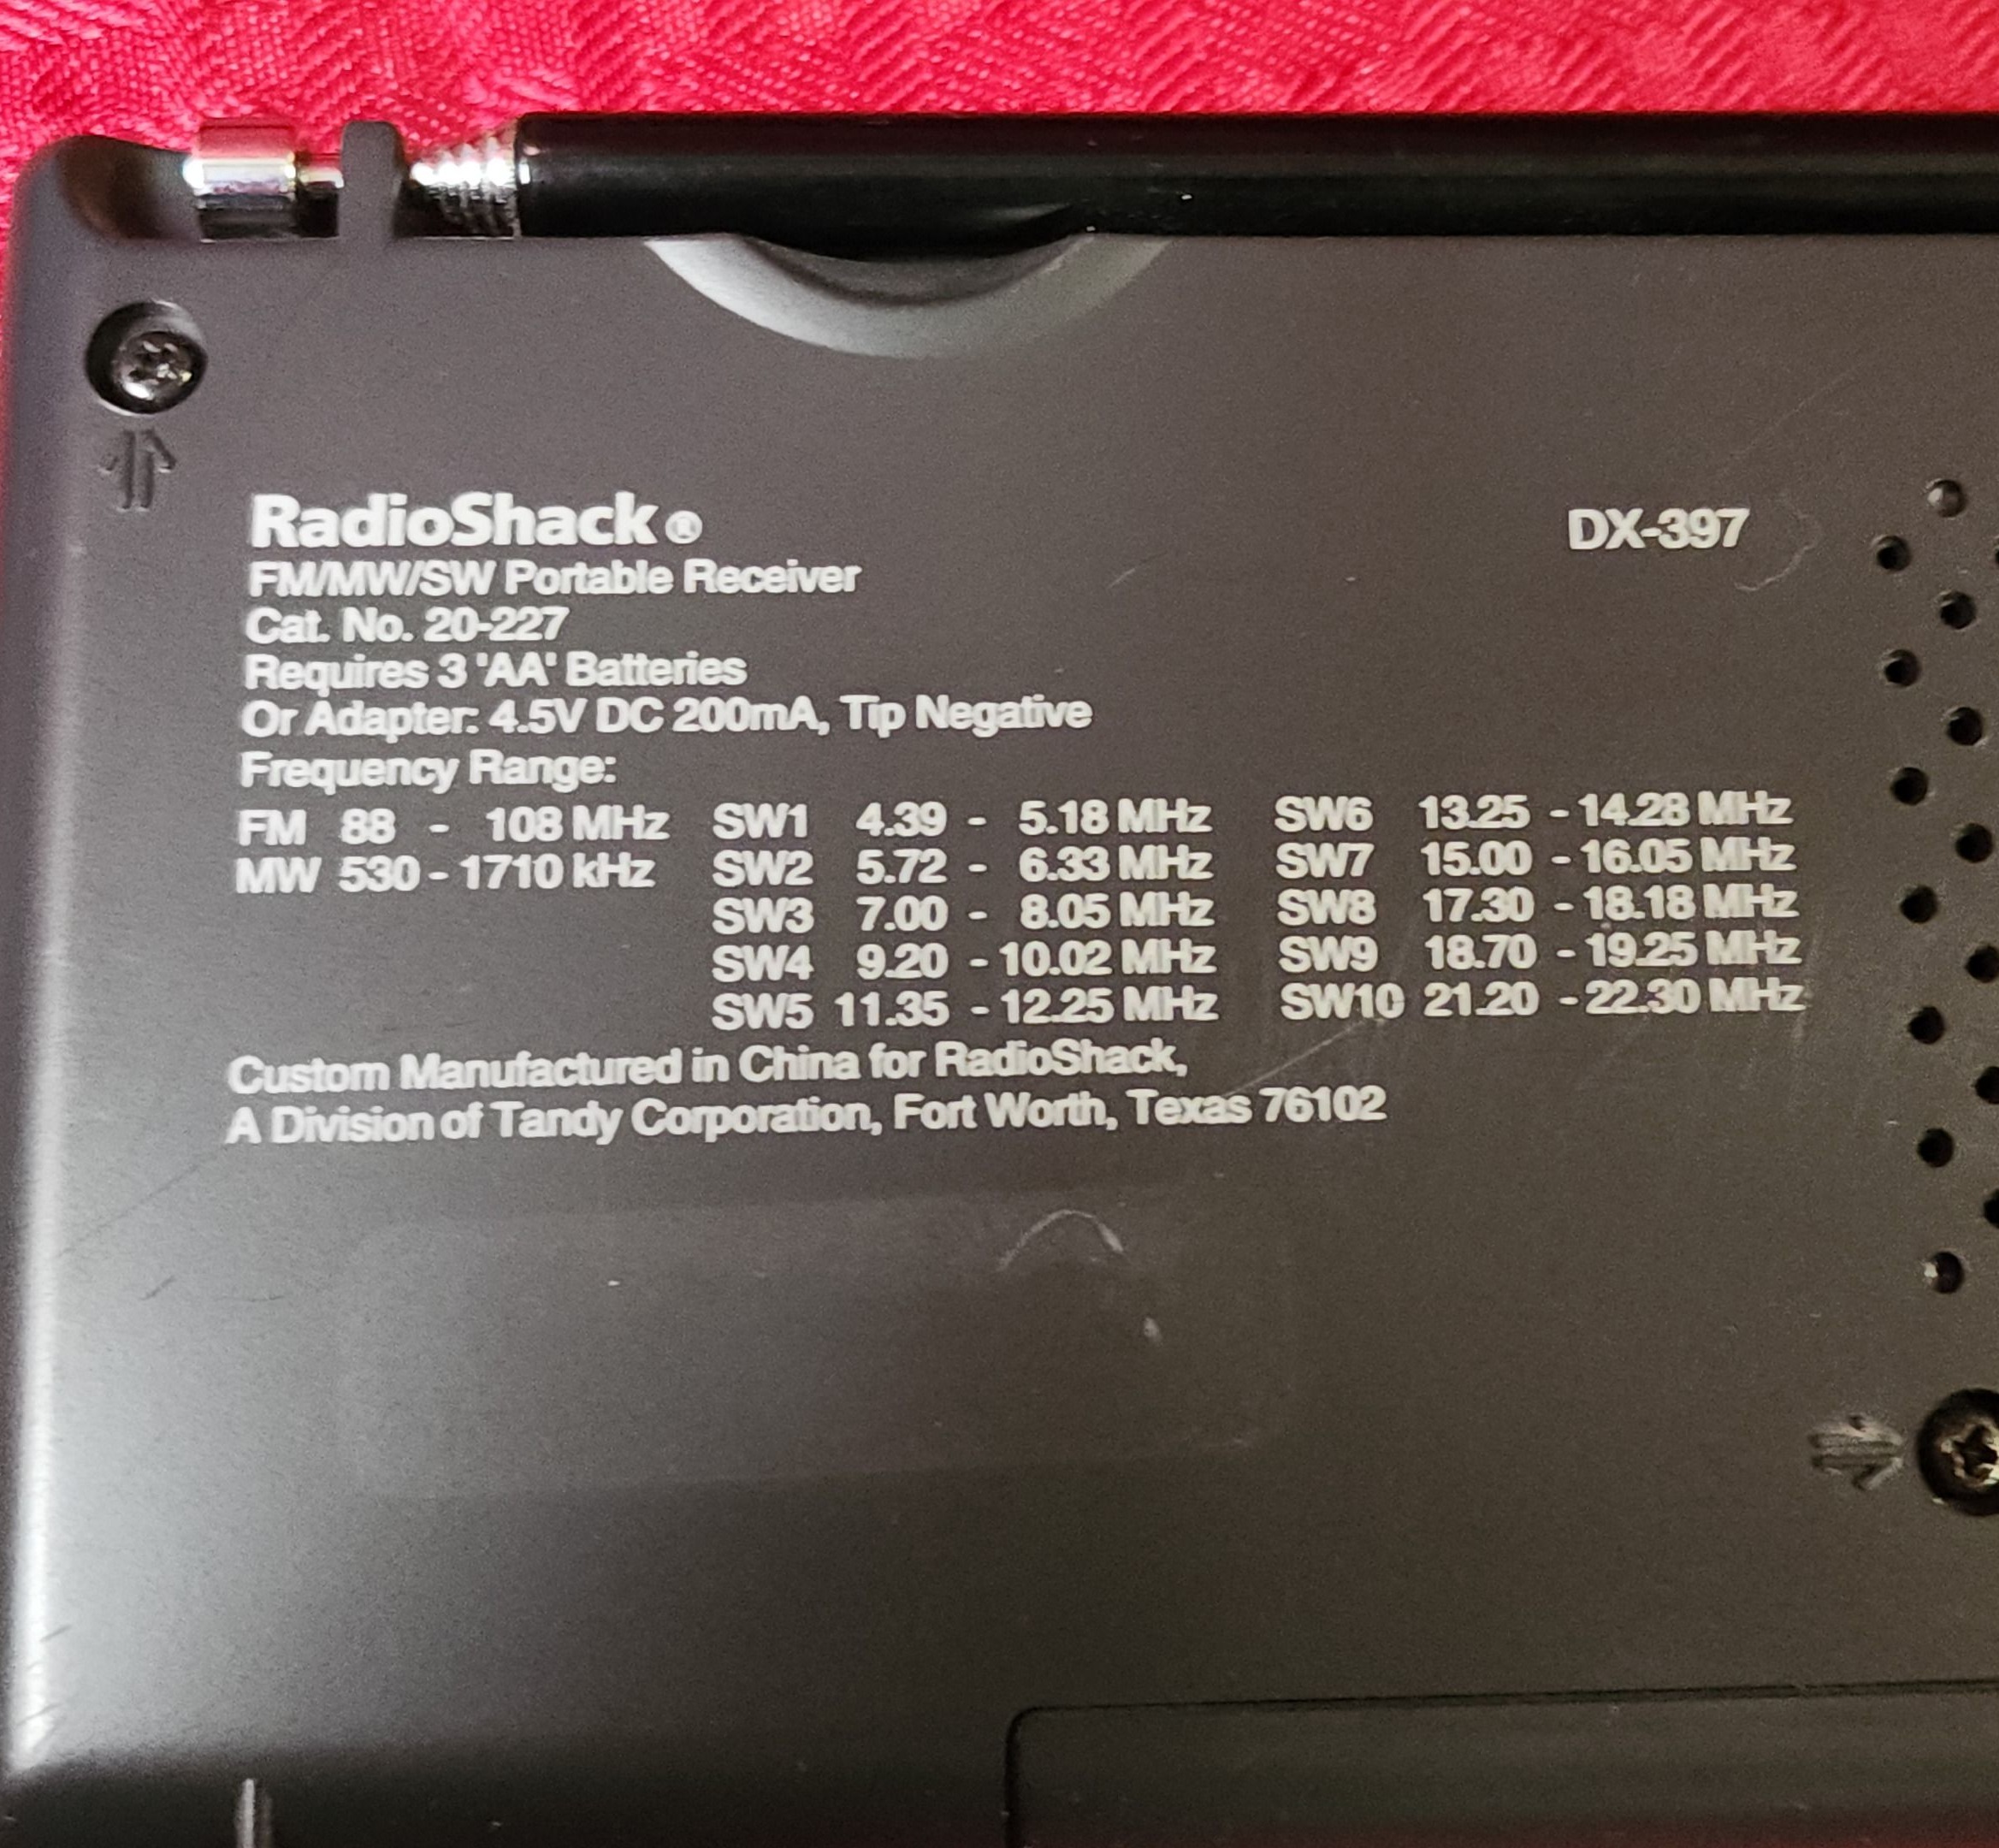 RadioShack® DX-397
FM/MW/SW Portable Receiver
Cat. No. 20-227
Requires 3 'AA' Batteries
Or Adapter: 4.5V DC 200mA, Tip Negative
Frequency Range:
FM 88 - 108 MHz SW1 4.39 - 5.18 MHz SW6 13.25 - 14.28 MHz
MW 530 - 1710 kHz SW2 5.72 - 6.33 MHz SW7 15.00 - 16.05 MHz
SW3 7.00 - 8.05 MHz SW8 17.30 - 18.18 MHz
SW4 9.20 - 10.02 MHz SW9 18.70 - 19.25 MHz
SW5 11.35 - 12.25 MHz SW10 21.20 - 22.30 MHz
Custom Manufactured in China for RadioShack,
A Division of Tandy Corporation, Fort Worth, Texas 76102